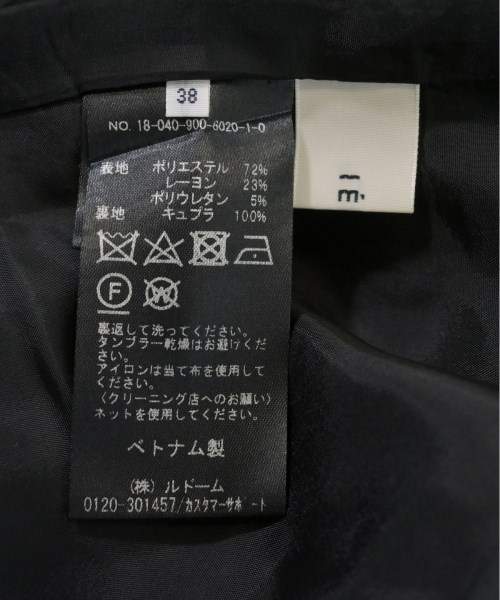 38
NO. 18-040-900-6020-1-0
表地 ポリエステル 72%
レーヨン 23%
ポリウレタン 5%
裏地 キュプラ 100%
F W
裏返して洗ってください。
タンブラー乾燥はお避けくださ
い。
アイロンは当て布を使用して
ください。
〈クリーニング店へのお願い〉
ネットを使用してください。
ベトナム製
(株) ルドーム
0120-301457/カスタマーサポート